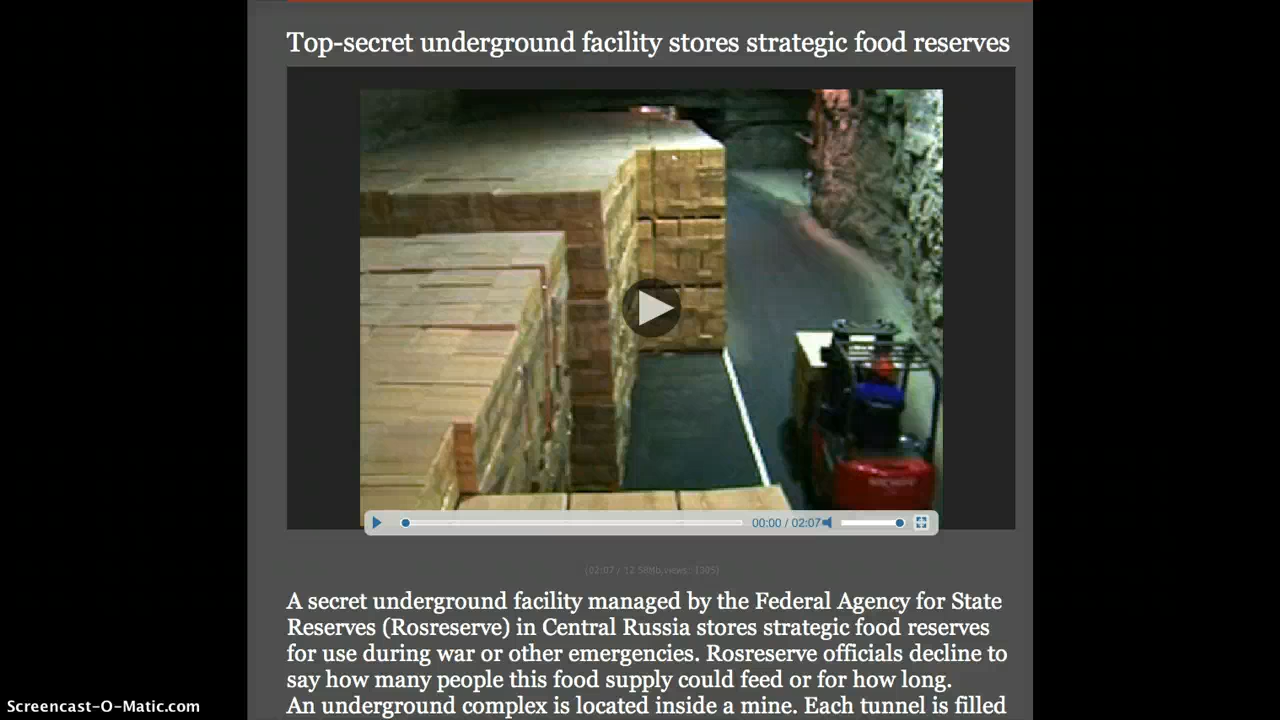 Top-secret underground facility stores strategic food reserves
00:00 / 02:07
A secret underground facility managed by the Federal Agency for State
Reserves (Rosreserve) in Central Russia stores strategic food reserves
for use during war or other emergencies. Rosreserve officials decline to
say how many people this food supply could feed or for how long.
An underground complex is located inside a mine. Each tunnel is filled
Screencast-O-Matic.com